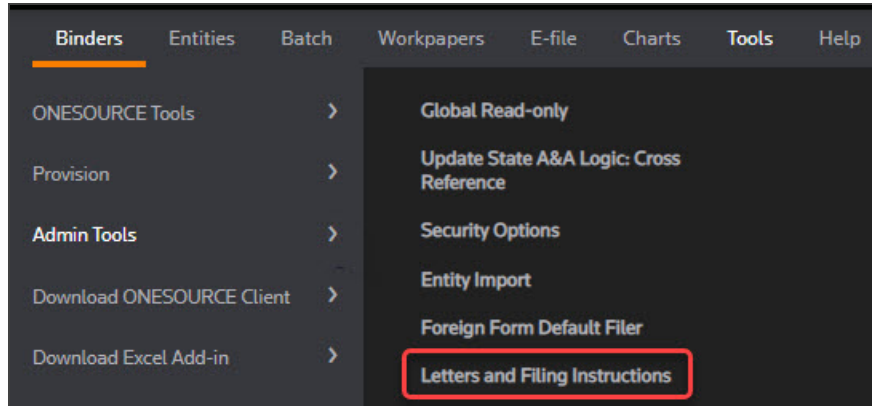 Binders Entities Batch Workpapers E-file Charts Tools Help
ONESOURCE Tools
Provision
Admin Tools
Download ONESOURCE Client
Download Excel Add-in
Global Read-only
Update State A&A Logic: Cross
Reference
Security Options
Entity Import
Foreign Form Default Filer
Letters and Filing Instructions